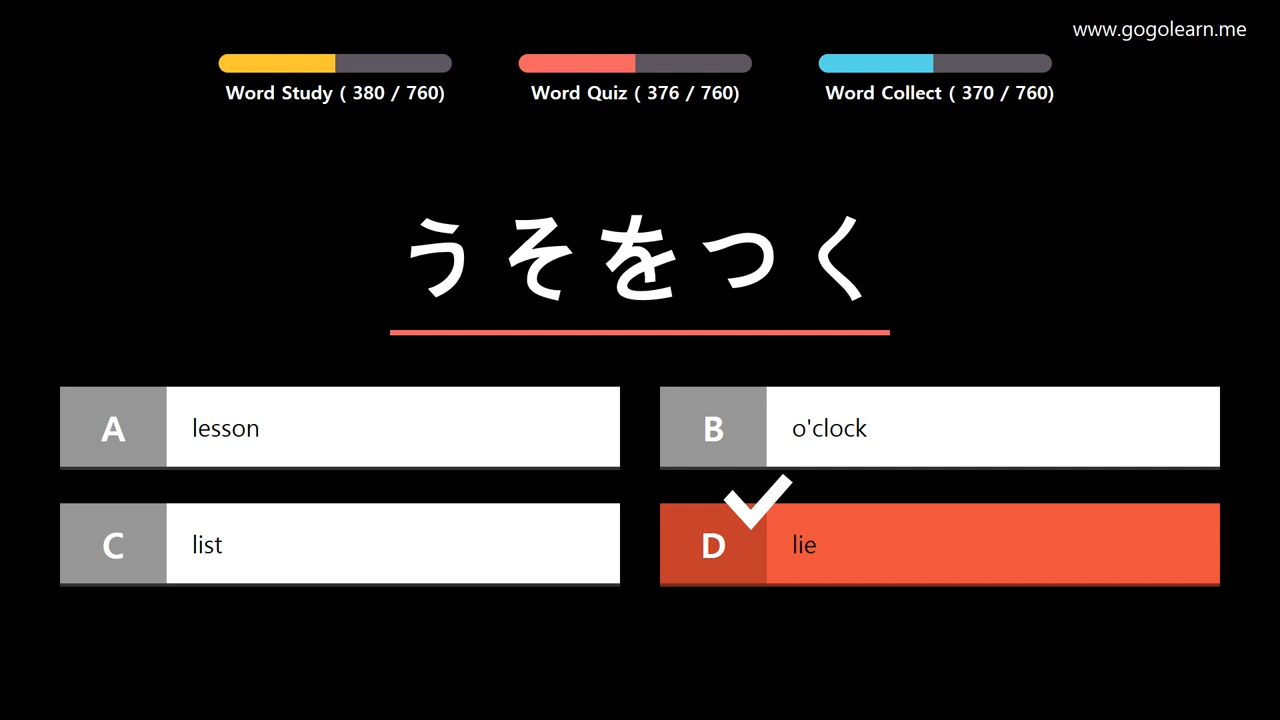 www.gogolearn.me
Word Study ( 380 / 760)
Word Quiz ( 376 / 760)
Word Collect ( 370 / 760)
うそをつく
A lesson
B o'clock
C list
D lie